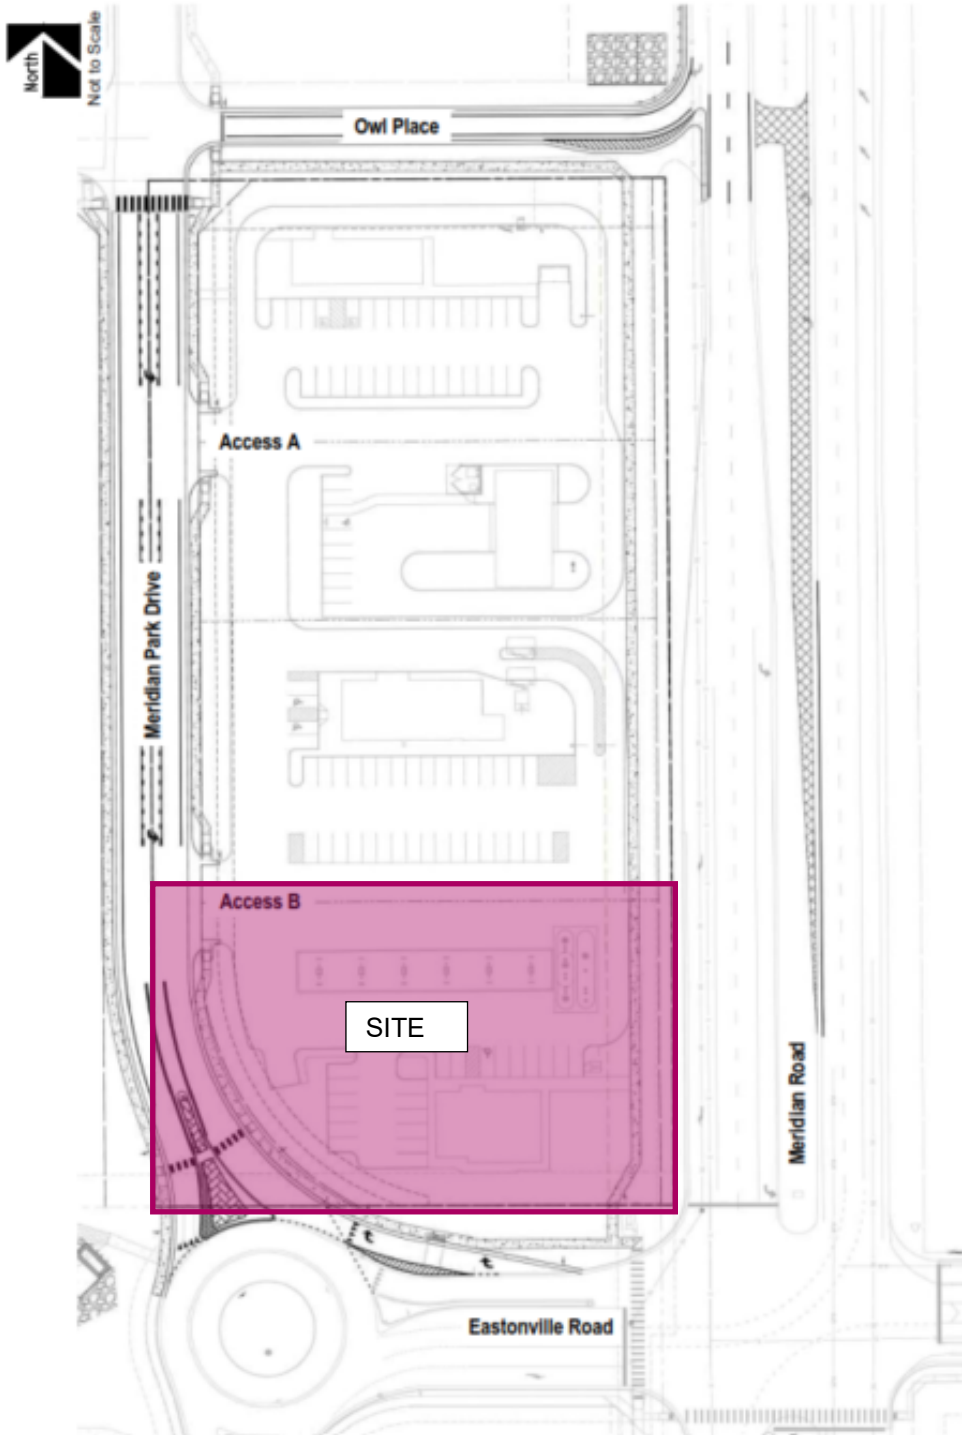 North
Not to Scale
Owl Place
Access A
Meridian Park Drive
Access B
SITE
Meridian Road
Eastonville Road